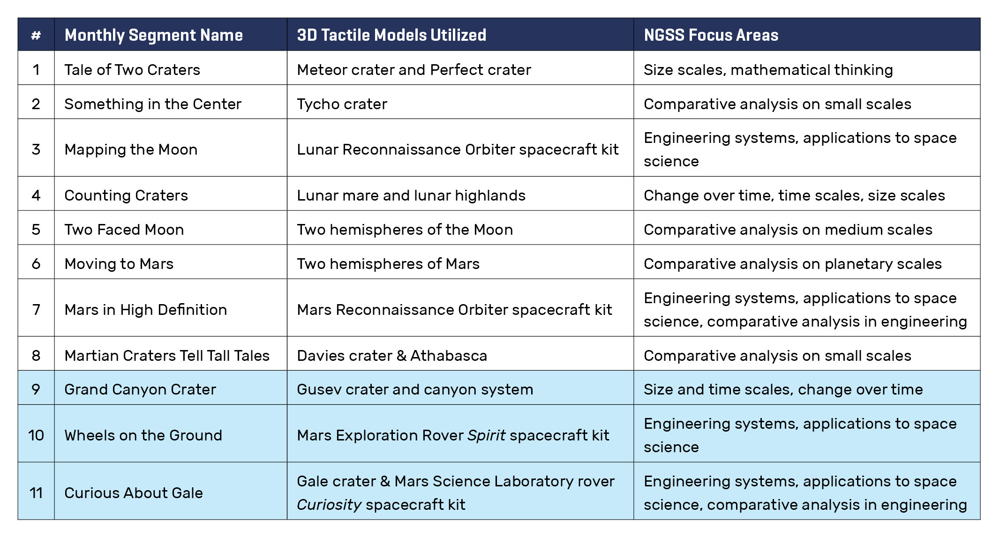 # Monthly Segment Name 3D Tactile Models Utilized NGSS Focus Areas
1 Tale of Two Craters Meteor crater and Perfect crater Size scales, mathematical thinking
2 Something in the Center Tycho crater Comparative analysis on small scales
3 Mapping the Moon Lunar Reconnaissance Orbiter spacecraft kit Engineering systems, applications to space
science
4 Counting Craters Lunar mare and lunar highlands Change over time, time scales, size scales
5 Two Faced Moon Two hemispheres of the Moon Comparative analysis on medium scales
6 Moving to Mars Two hemispheres of Mars Comparative analysis on planetary scales
7 Mars in High Definition Mars Reconnaissance Orbiter spacecraft kit Engineering systems, applications to space
science, comparative analysis in engineering
8 Martian Craters Tell Tall Tales Davies crater & Athabasca Comparative analysis on small scales
9 Grand Canyon Crater Gusev crater and canyon system Size and time scales, change over time
10 Wheels on the Ground Mars Exploration Rover Spirit spacecraft kit Engineering systems, applications to space
science
11 Curious About Gale Gale crater & Mars Science Laboratory rover
Curiosity spacecraft kit Engineering systems, applications to space
science, comparative analysis in engineering